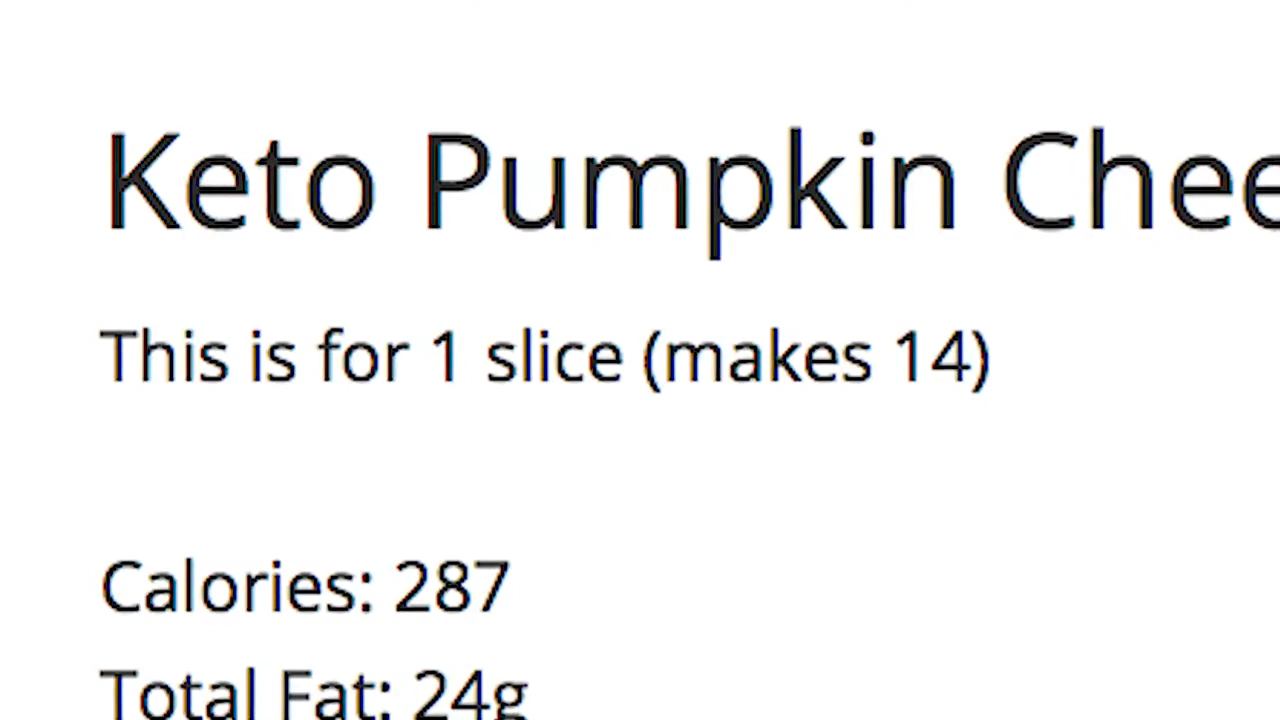 Keto Pumpkin Chee
This is for 1 slice (makes 14)
Calories: 287
Total Fat: 24g